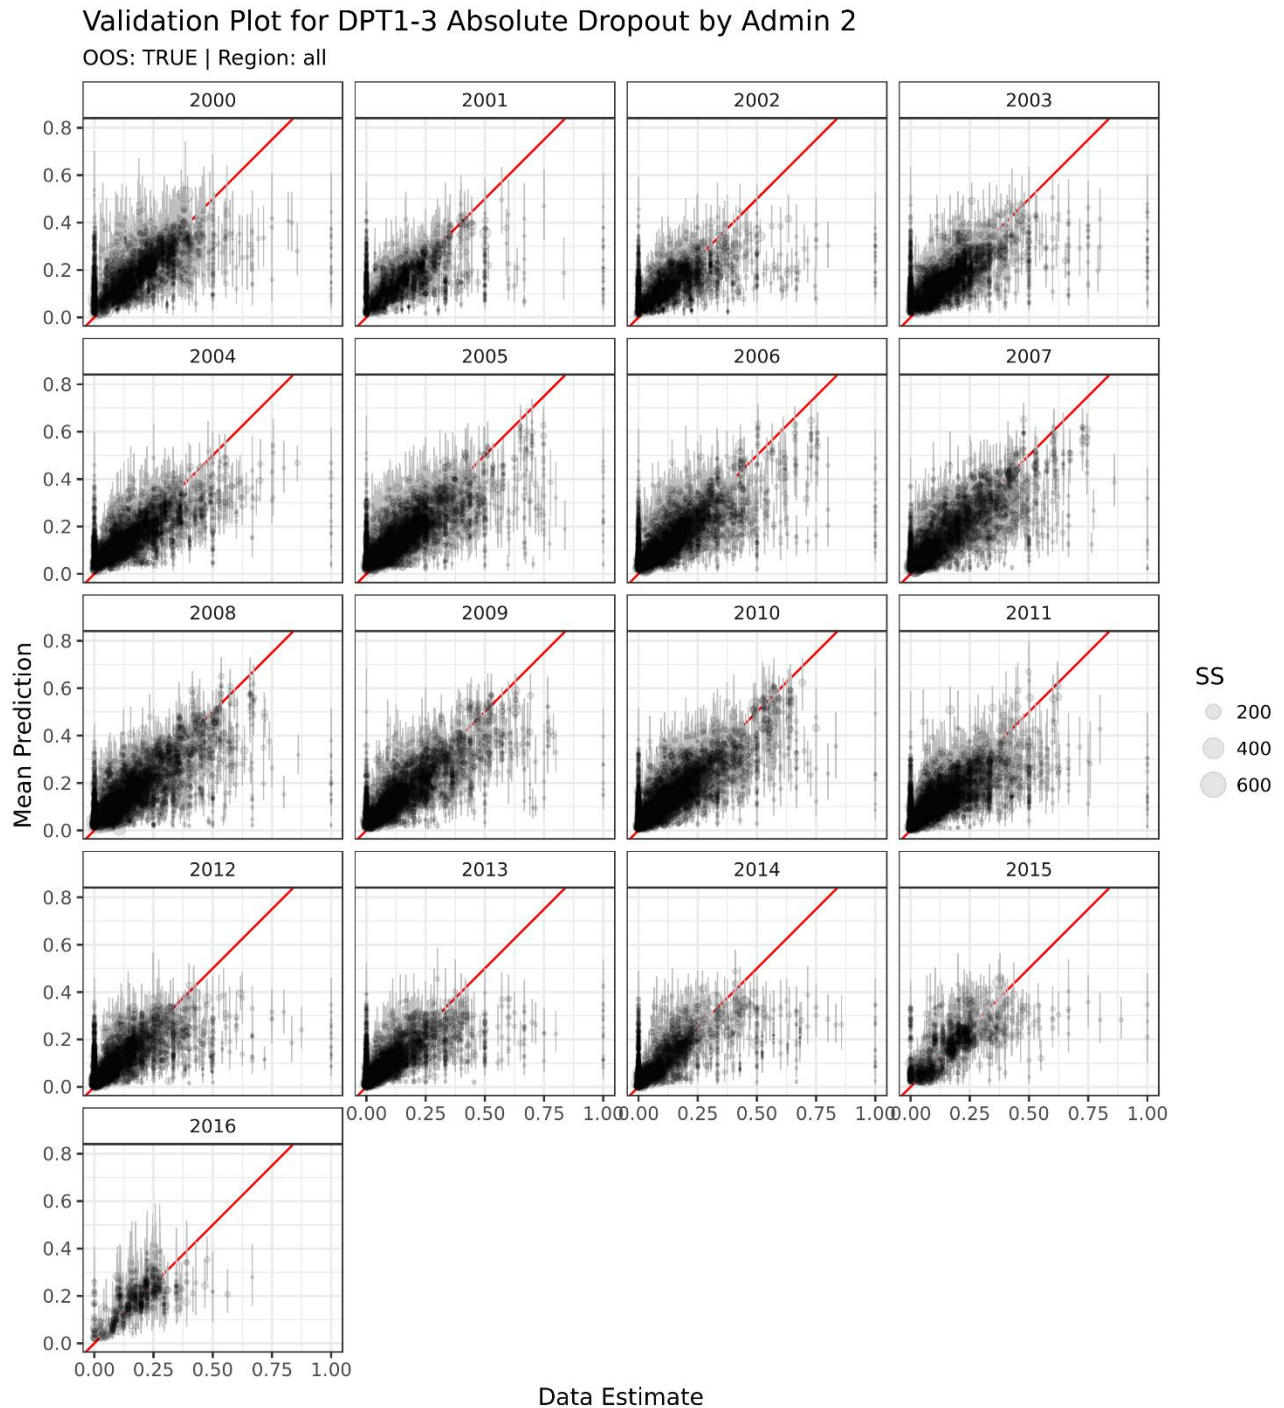 Validation Plot for DPT1-3 Absolute Dropout by Admin 2
OOS: TRUE | Region: all
2000 2001 2002 2003
0.8
0.6
0.4
0.2
0.0
2004 2005 2006 2007
0.8
0.6
0.4
0.2
0.0
2008 2009 2010 2011
0.8
0.6
0.4
0.2
0.0
2012 2013 2014 2015
0.8
0.6
0.4
0.2
0.0
0.00 0.25 0.50 0.75 1.00 0.00 0.25 0.50 0.75 1.00 0.00 0.25 0.50 0.75 1.00
2016
0.8
0.6
0.4
0.2
0.0
0.00 0.25 0.50 0.75 1.00
Mean Prediction
Data Estimate
SS
200
400
600